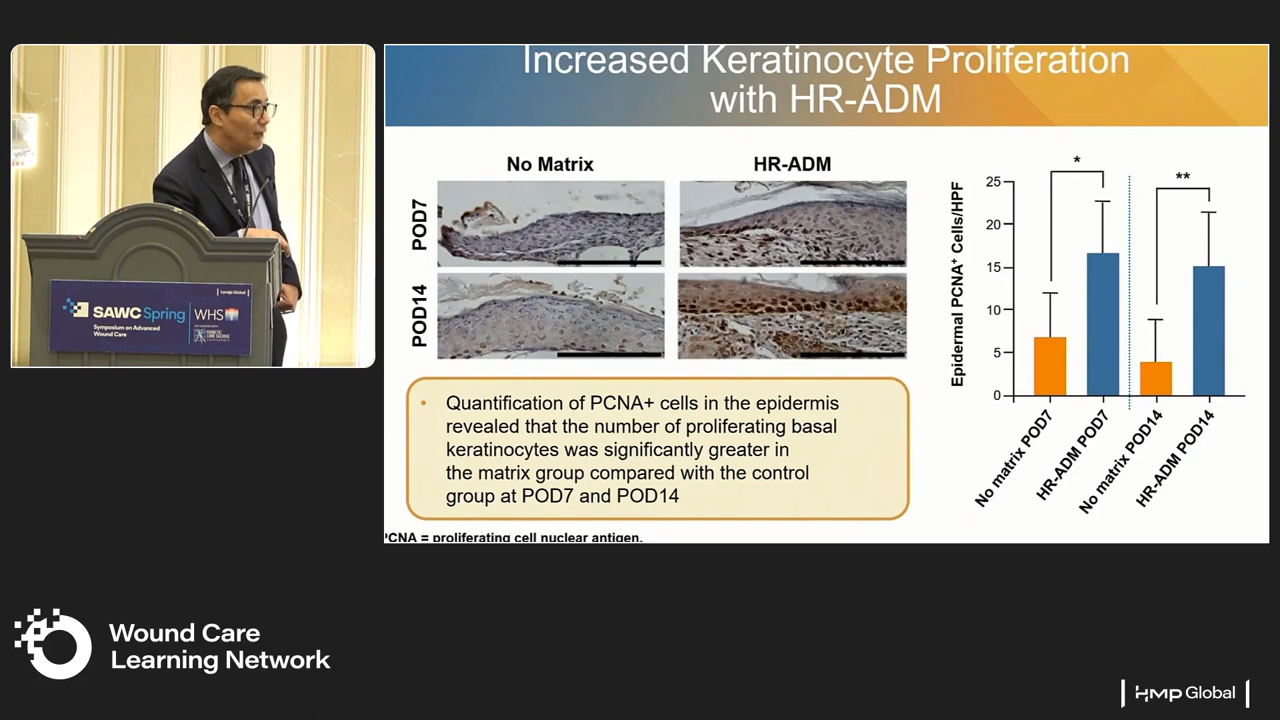 Increased Keratinocyte Proliferation
with HR-ADM
No Matrix
HR-ADM
POD7
POD14
Epidermal PCNA⁺ Cells/HPF
25
20
15
10
5
0
*
**
No matrix POD7
HR-ADM POD7
No matrix POD14
HR-ADM POD14
• Quantification of PCNA+ cells in the epidermis
revealed that the number of proliferating basal
keratinocytes was significantly greater in
the matrix group compared with the control
group at POD7 and POD14
PCNA = proliferating cell nuclear antigen.
HMP Global
SAWC Spring
Symposium on Advanced
Wound Care
WHS
Wound Care
Learning Network
HMP Global